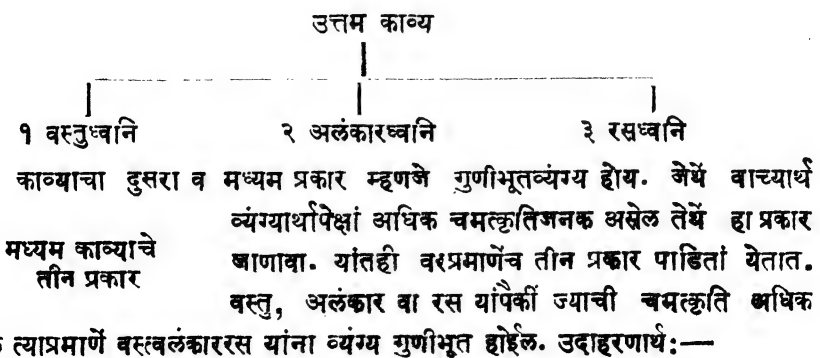 उत्तम काव्य
१ वस्तुध्वनि २ अलंकारध्वनि ३ रसध्वनि
काव्याचा दुसरा व मध्यम प्रकार म्हणजे गुणीभूतव्यंग्य होय. जेथें वाच्यार्थ
व्यंग्यार्थापेक्षां अधिक चमत्कृतिजनक असेल तेथें हा प्रकार
मध्यम काव्याचे
तीन प्रकार
जाणावा. यांतही वरप्रमाणेंच तीन प्रकार पाडितां येतात.
वस्तु, अलंकार वा रस यांपैकीं ज्याची चमत्कृति अधिक
त्याप्रमाणें वस्त्वलंकाररस यांना व्यंग्य गुणीभूत होईल. उदाहरणार्थ:—